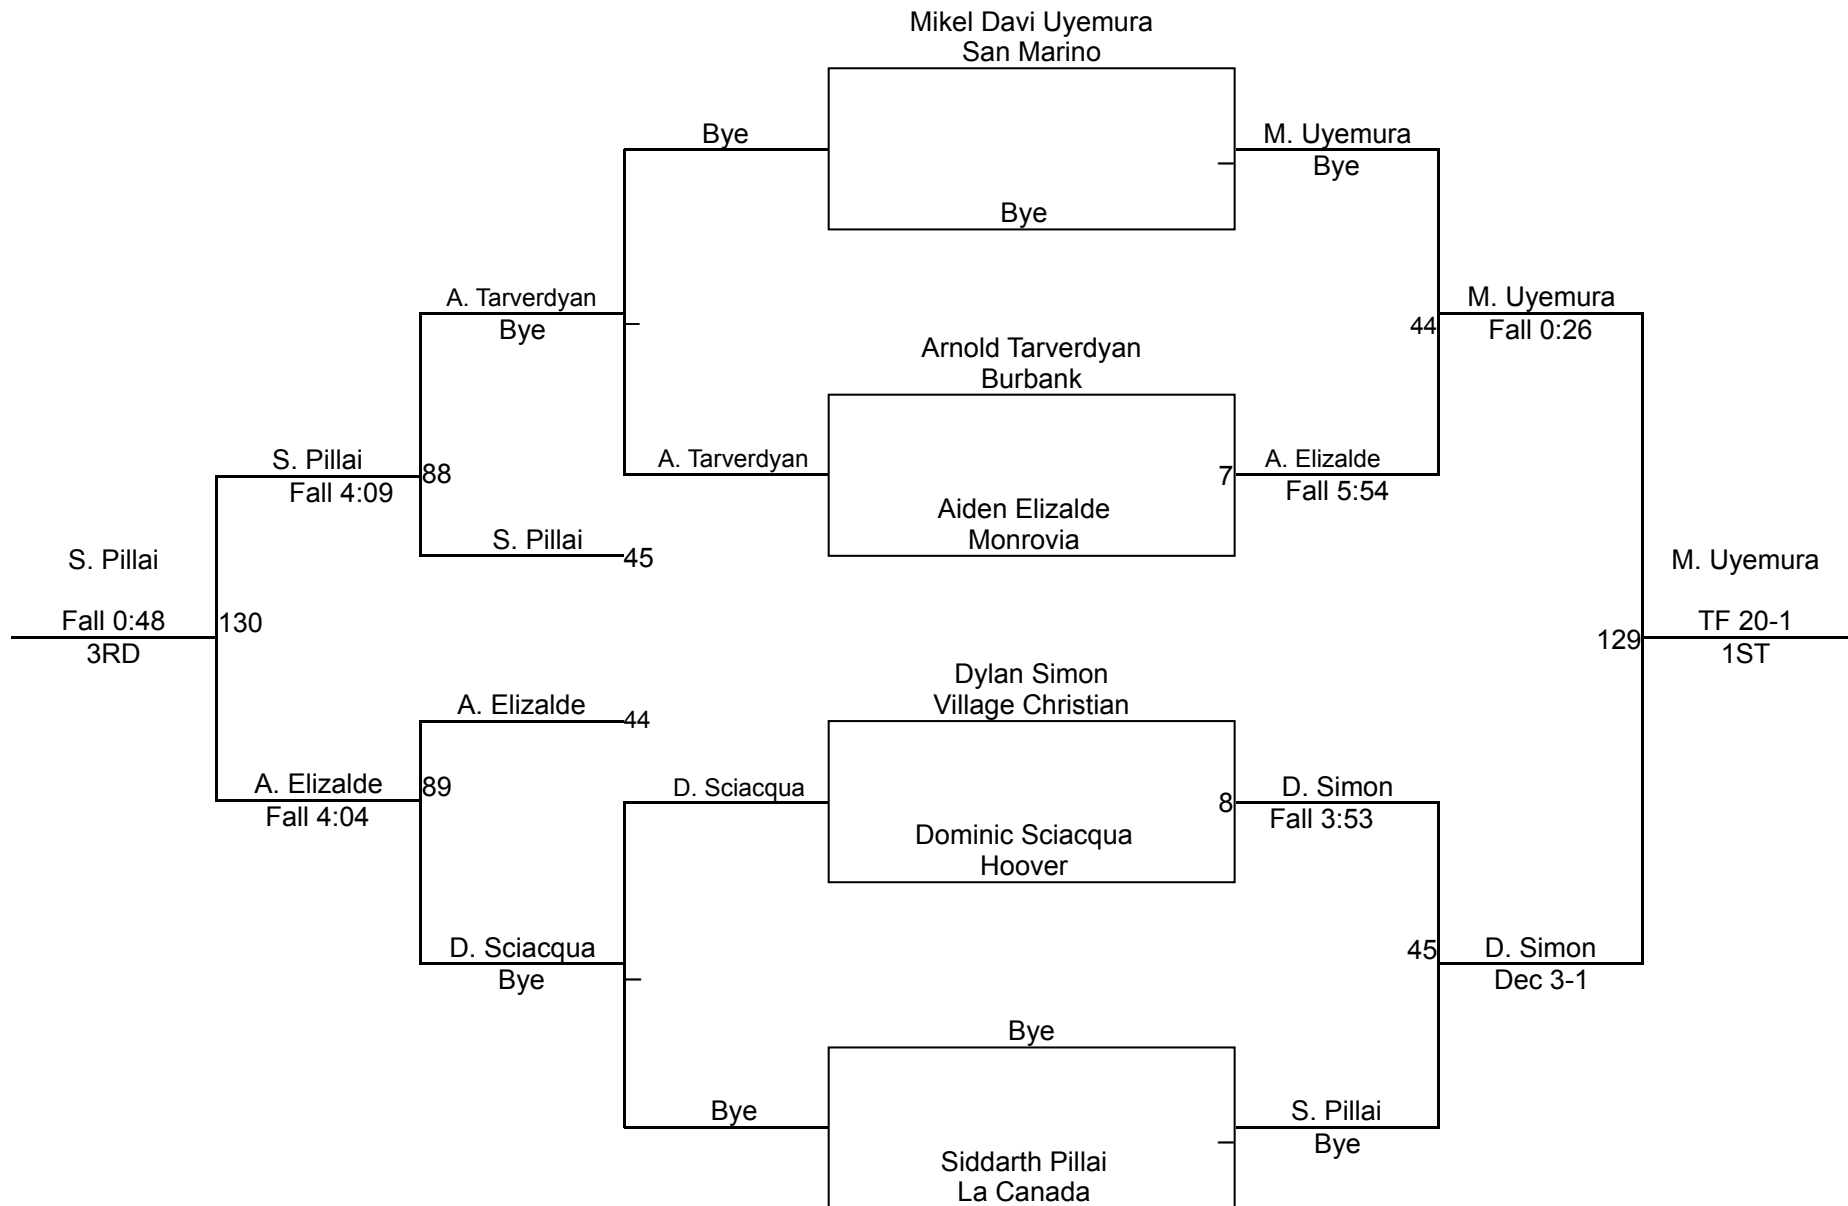 Mikel Davi Uyemura
San Marino
Bye
M. Uyemura
Bye
Bye
A. Tarverdyan
Bye
M. Uyemura
44
Fall 0:26
Arnold Tarverdyan
Burbank
S. Pillai
88
Fall 4:09
A. Tarverdyan
7
A. Elizalde
Fall 5:54
Aiden Elizalde
Monrovia
S. Pillai
45
S. Pillai
M. Uyemura
Fall 0:48
130
3RD
129
TF 20-1
1ST
Dylan Simon
Village Christian
A. Elizalde
44
A. Elizalde
89
Fall 4:04
D. Sciacqua
8
D. Simon
Fall 3:53
Dominic Sciacqua
Hoover
D. Sciacqua
Bye
45
D. Simon
Dec 3-1
Bye
Bye
S. Pillai
Bye
Siddarth Pillai
La Canada